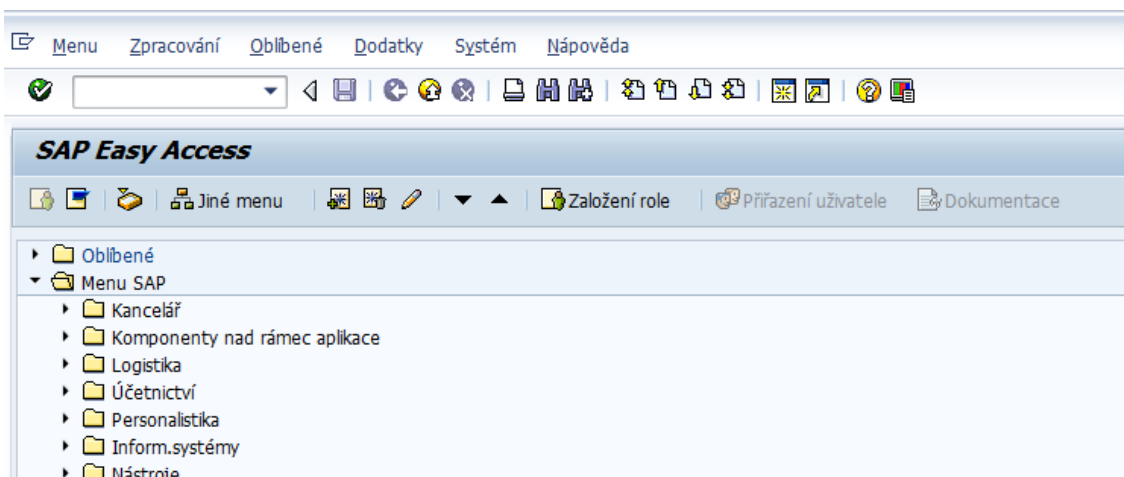 Menu Zpracování Oblíbené Dodatky Systém Nápověda
SAP Easy Access
Jiné menu Založení role Přiřazení uživatele Dokumentace
Oblíbené
Menu SAP
Kancelář
Komponenty nad rámec aplikace
Logistika
Účetnictví
Personalistika
Inform.systémy
Nástroje